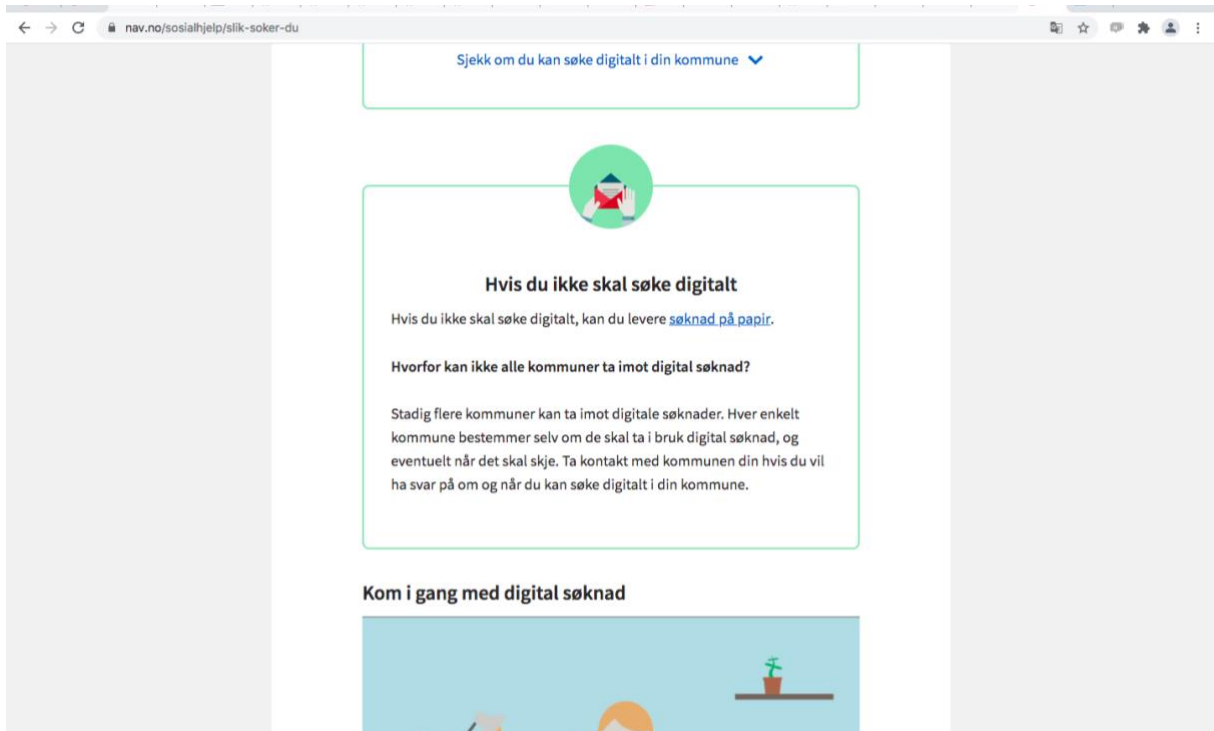 nav.no/sosialhjelp/slik-soker-du
Sjekk om du kan søke digitalt i din kommune
Hvis du ikke skal søke digitalt
Hvis du ikke skal søke digitalt, kan du levere søknad på papir.
Hvorfor kan ikke alle kommuner ta imot digital søknad?
Stadig flere kommuner kan ta imot digitale søknader. Hver enkelt
kommune bestemmer selv om de skal ta i bruk digital søknad, og
eventuelt når det skal skje. Ta kontakt med kommunen din hvis du vil
ha svar på om og når du kan søke digitalt i din kommune.
Kom i gang med digital søknad